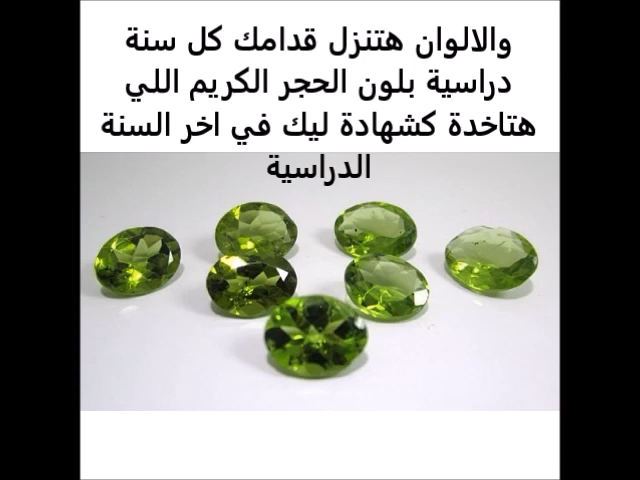 والالوان هتنزل قدامك كل سنة
دراسية بلون الحجر الكريم اللي
هتاخدة كشهادة ليك في اخر السنة
الدراسية